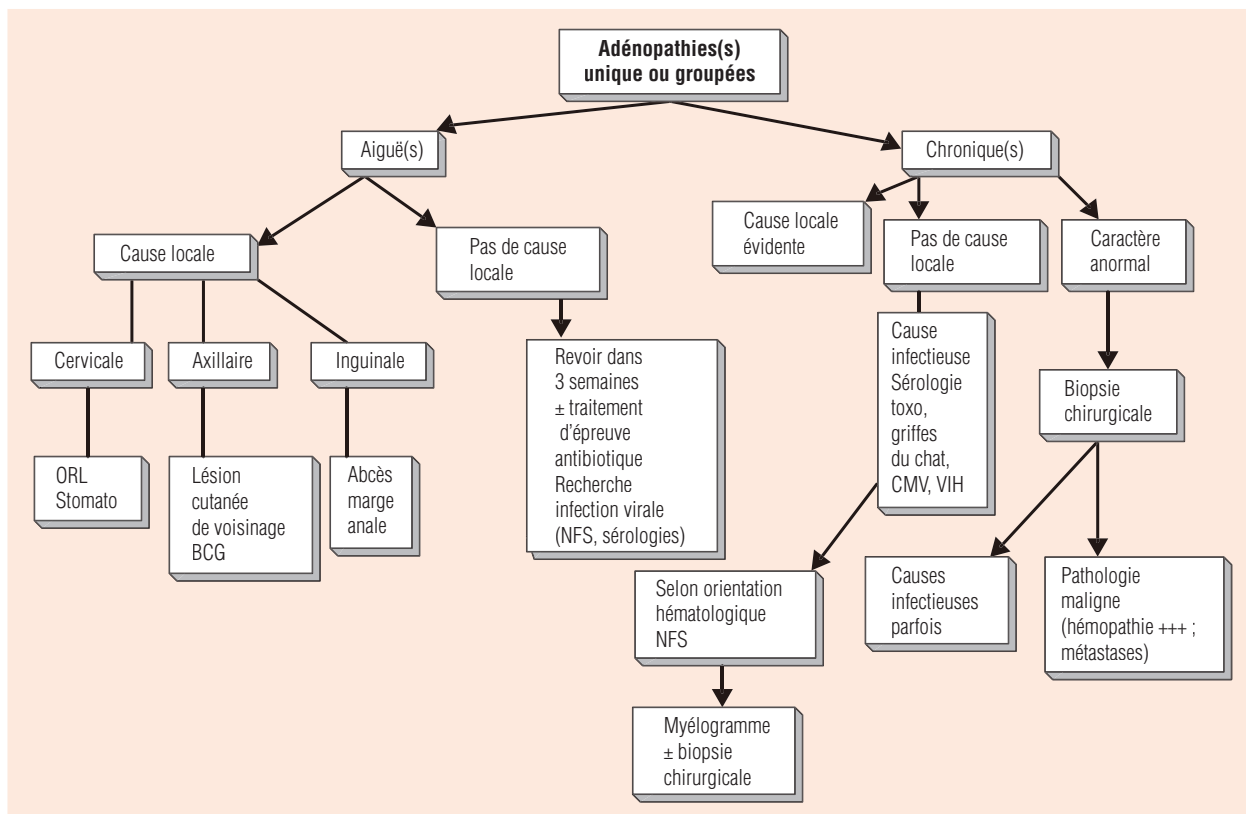 Adénopathies(s)
unique ou groupées
Aiguë(s)
Chronique(s)
Cause locale
Pas de cause
locale
Cause locale
évidente
Pas de cause
locale
Caractère
anormal
Cervicale
Axillaire
Inguinale
Revoir dans
3 semaines
± traitement
d'épreuve
antibiotique
Recherche
infection virale
(NFS, sérologies)
Cause
infectieuse
Sérologie
toxo,
griffes
du chat,
CMV, VIH
Biopsie
chirurgicale
ORL
Stomato
Lésion
cutanée
de voisinage
BCG
Abcès
marge
anale
Selon orientation
hématologique
NFS
Causes
infectieuses
parfois
Pathologie
maligne
(hémopathie +++ ;
métastases)
Myélogramme
± biopsie
chirurgicale